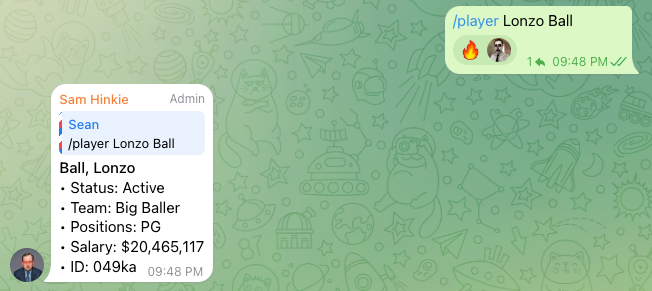 /player Lonzo Ball
1 09:48 PM
Sam Hinkie Admin
Sean
/player Lonzo Ball
Ball, Lonzo
• Status: Active
• Team: Big Baller
• Positions: PG
• Salary: $20,465,117
• ID: 049ka 09:48 PM